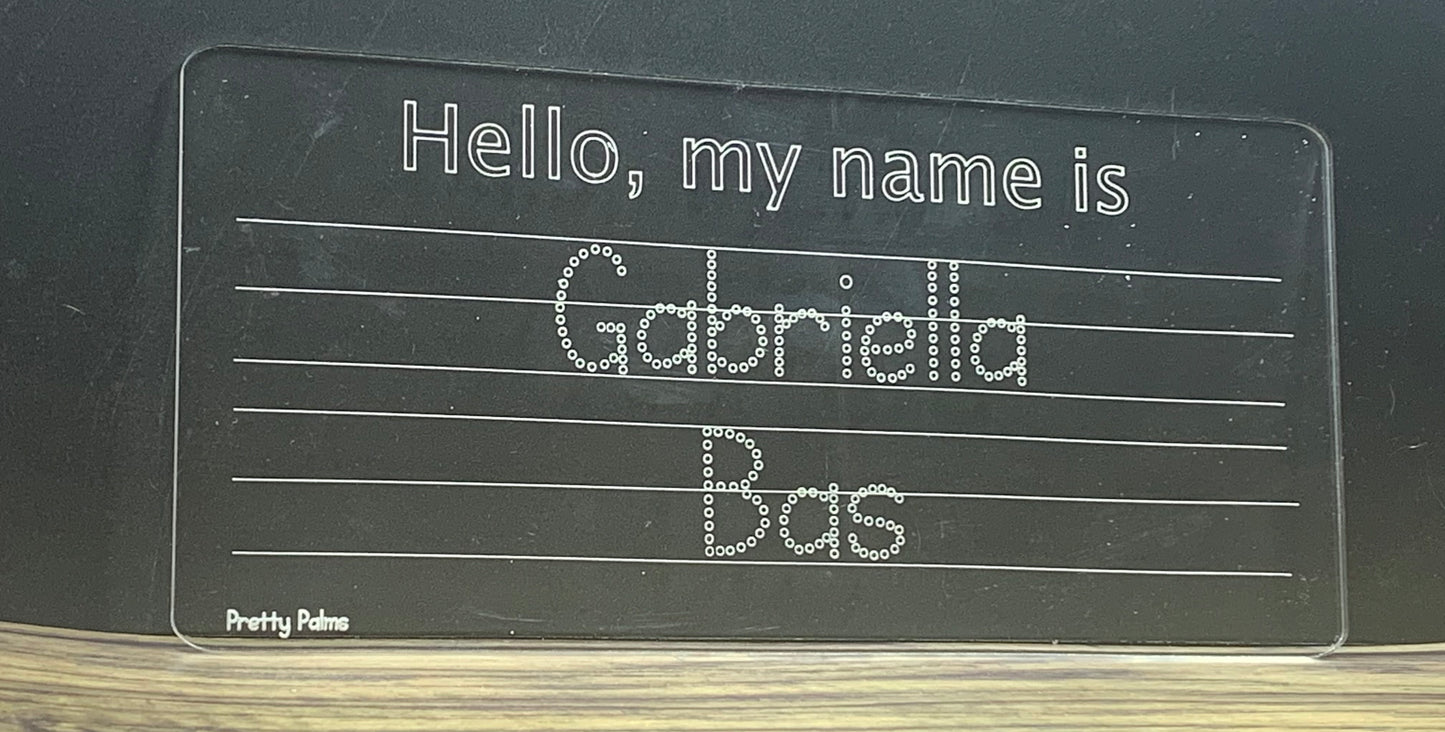 Hello, my name is
Gabriella
Bas
Pretty Palms